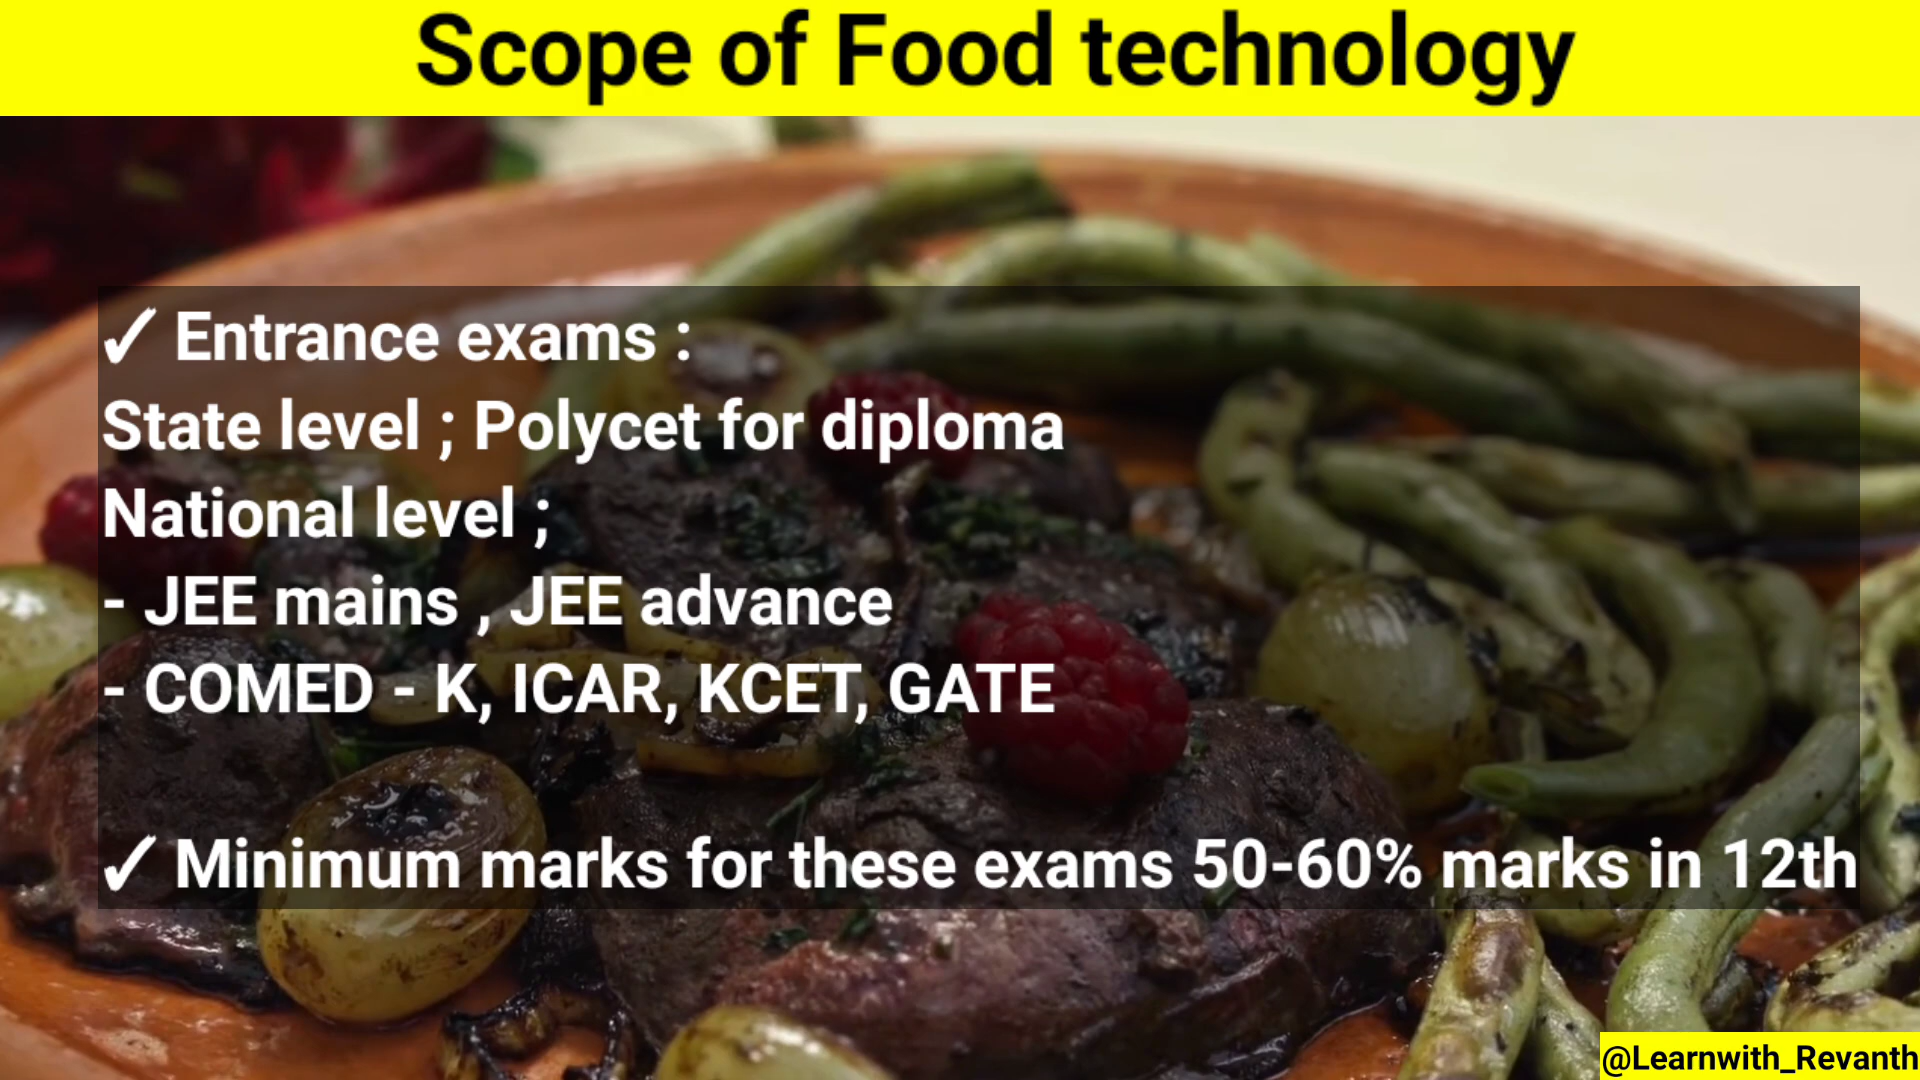 Scope of Food technology
✓ Entrance exams :
State level ; Polycet for diploma
National level ;
- JEE mains , JEE advance
- COMED - K, ICAR, KCET, GATE
✓ Minimum marks for these exams 50-60% marks in 12th
@Learnwith_Revanth